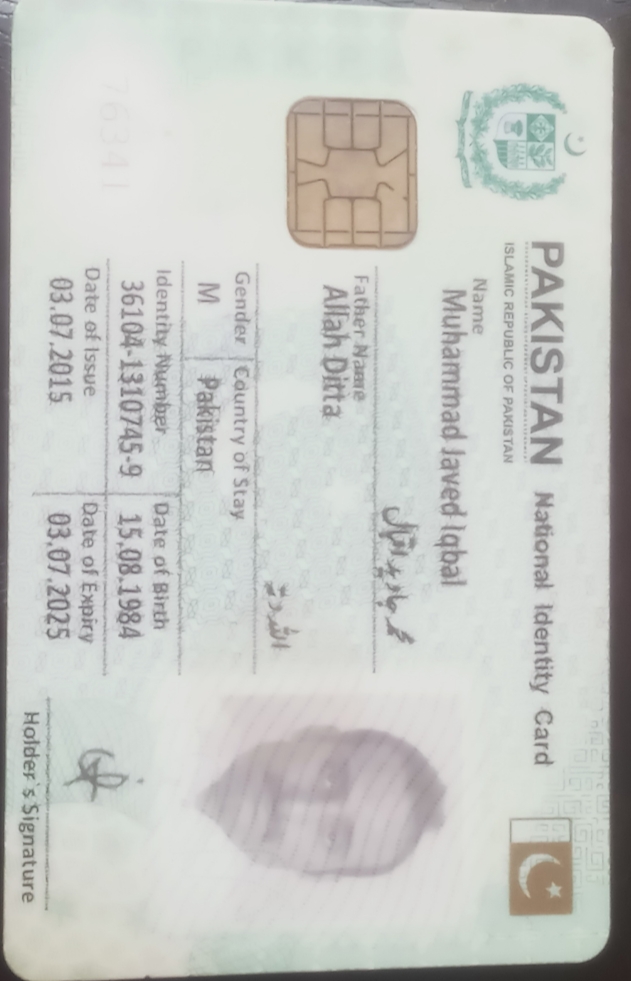 PAKISTAN National Identity Card
ISLAMIC REPUBLIC OF PAKISTAN
Name
Muhammad Javed Iqbal
محمد جاوید اقبال
Father Name
Allah Ditta
اللہ دتہ
Gender Country of Stay
M Pakistan
Identity Number Date of Birth
36104-1310745-9 15.08.1984
Date of Issue Date of Expiry
03.07.2015 03.07.2025
Holder's Signature
76341